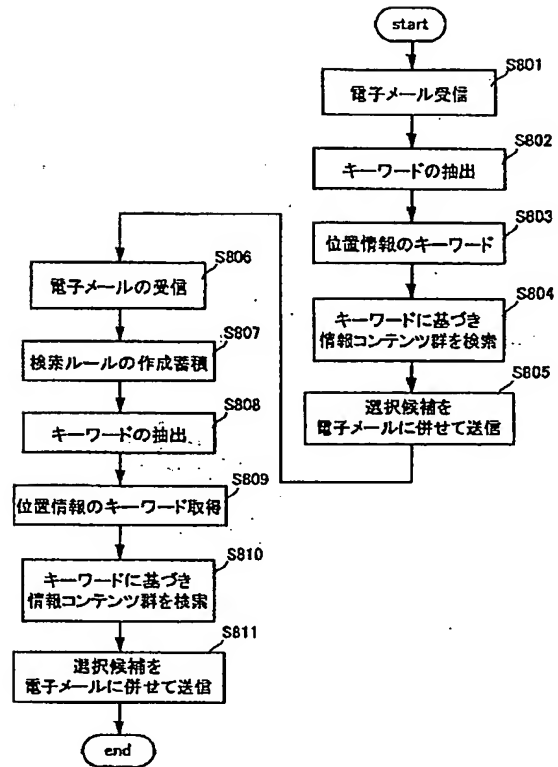 start
S801
電子メール受信
S802
キーワードの抽出
S803
位置情報のキーワード
S804
キーワードに基づき
情報コンテンツ群を検索
S805
選択候補を
電子メールに併せて送信
S806
電子メールの受信
S807
検索ルールの作成蓄積
S808
キーワードの抽出
S809
位置情報のキーワード取得
S810
キーワードに基づき
情報コンテンツ群を検索
S811
選択候補を
電子メールに併せて送信
end